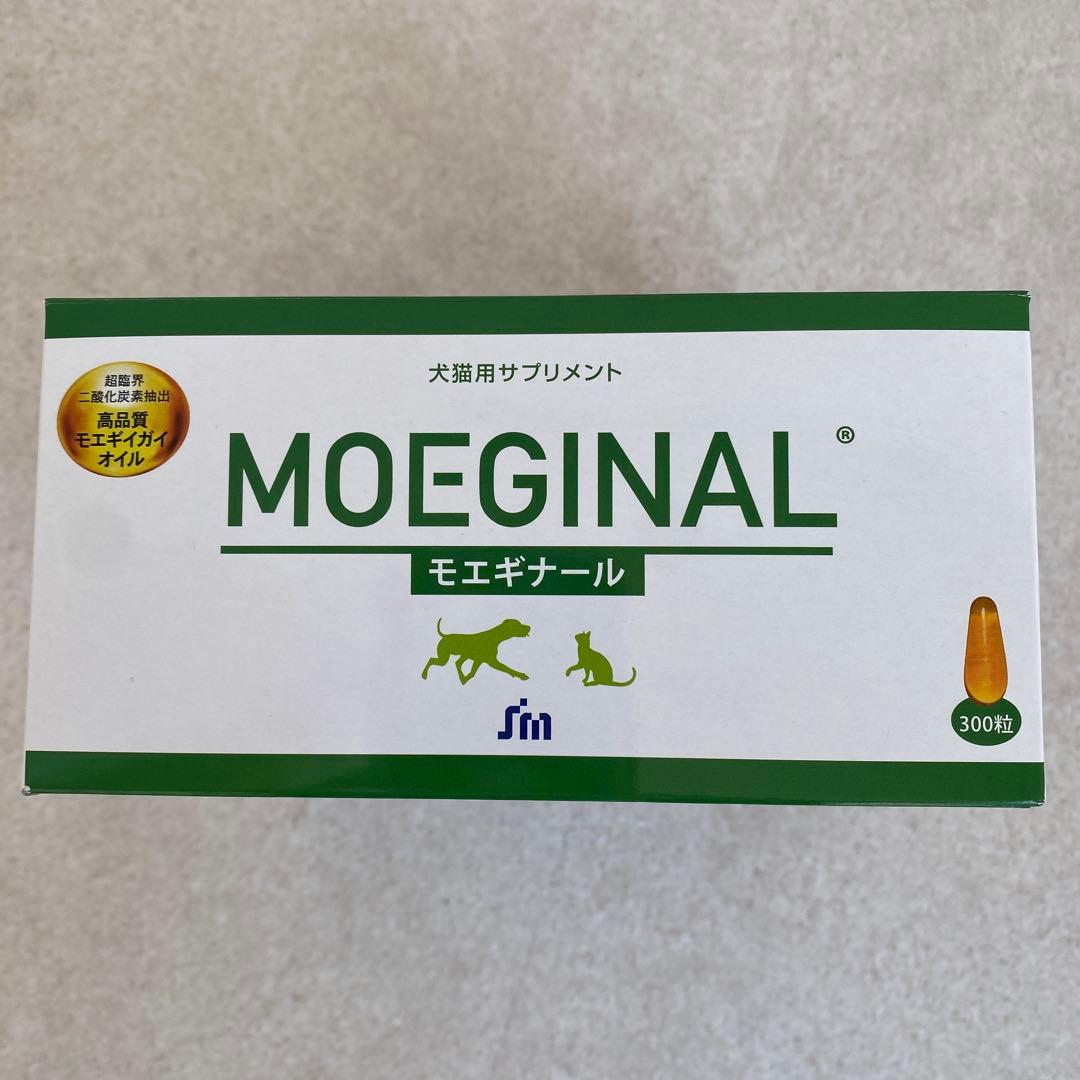 犬猫用サプリメント
超臨界
二酸化炭素抽出
高品質
モエギイガイ
オイル
MOEGINAL®
モエギナール
Sm
300粒